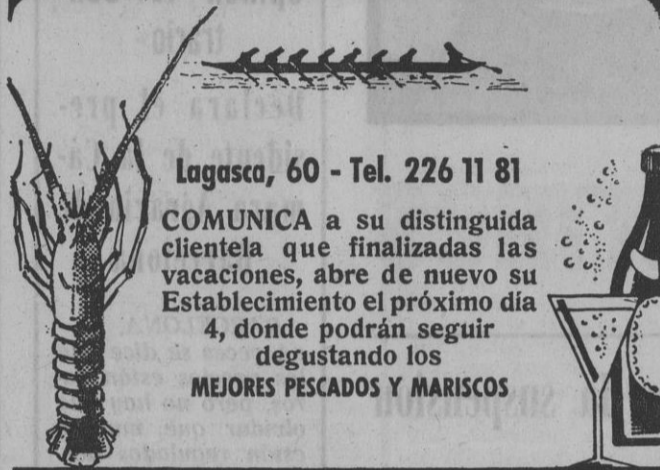 Lagasca, 60 - Tel. 226 11 81
COMUNICA a su distinguida
clientela que finalizadas las
vacaciones, abre de nuevo su
Establecimiento el próximo día
4, donde podrán seguir
degustando los
MEJORES PESCADOS Y MARISCOS